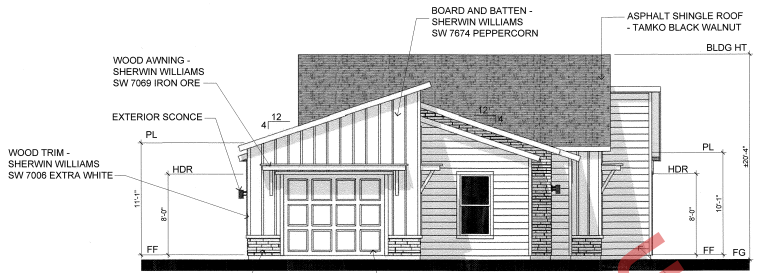 BOARD AND BATTEN -
SHERWIN WILLIAMS
SW 7674 PEPPERCORN
ASPHALT SHINGLE ROOF
- TAMKO BLACK WALNUT
BLDG HT
WOOD AWNING -
SHERWIN WILLIAMS
SW 7069 IRON ORE
EXTERIOR SCONCE
12
4
12
4
PL
PL
WOOD TRIM -
SHERWIN WILLIAMS
SW 7006 EXTRA WHITE
HDR
HDR
±20'-4"
11'-1"
8'-0"
8'-0"
10'-1"
FF
FF
FG